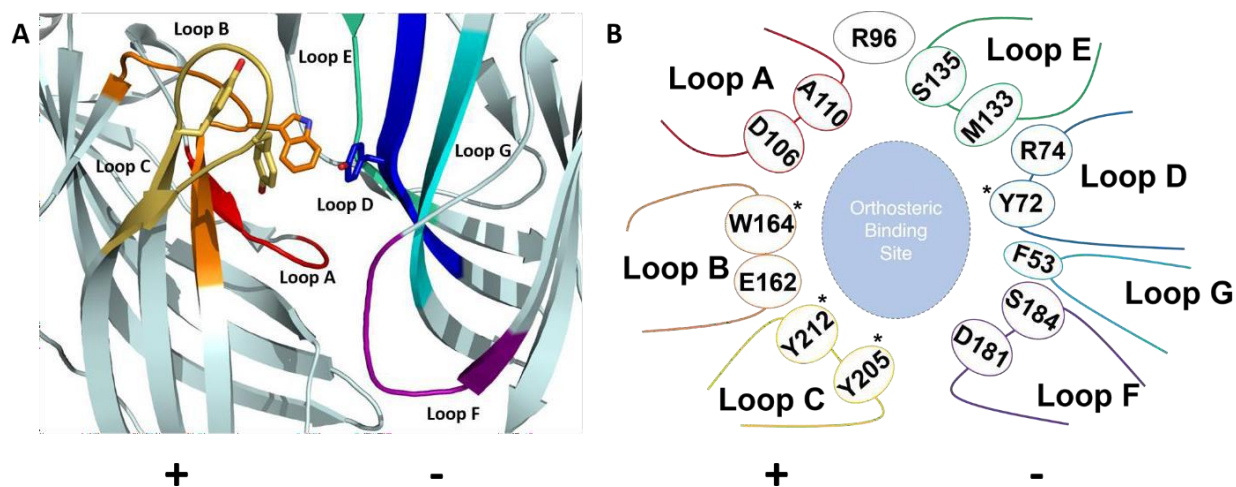 A
Loop B
Loop E
Loop C
Loop G
Loop D
Loop A
Loop F
+
-
B
R96
Loop E
Loop A
S135
A110
M133
D106
R74
Loop D
* Y72
Orthosteric
Binding
Site
W164 *
F53
Loop B
E162
Loop G
S184
Y212 *
D181
Y205 *
Loop C
Loop F
+
-